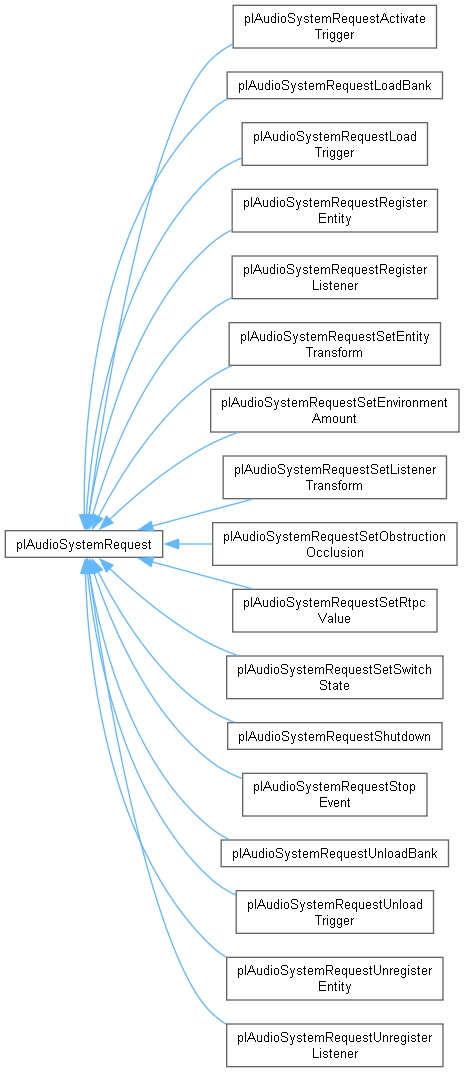 plAudioSystemRequestActivate
Trigger
plAudioSystemRequestLoadBank
plAudioSystemRequestLoad
Trigger
plAudioSystemRequestRegister
Entity
plAudioSystemRequestRegister
Listener
plAudioSystemRequestSetEntity
Transform
plAudioSystemRequestSetEnvironment
Amount
plAudioSystemRequestSetListener
Transform
plAudioSystemRequest
plAudioSystemRequestSetObstruction
Occlusion
plAudioSystemRequestSetRtpc
Value
plAudioSystemRequestSetSwitch
State
plAudioSystemRequestShutdown
plAudioSystemRequestStop
Event
plAudioSystemRequestUnloadBank
plAudioSystemRequestUnload
Trigger
plAudioSystemRequestUnregister
Entity
plAudioSystemRequestUnregister
Listener